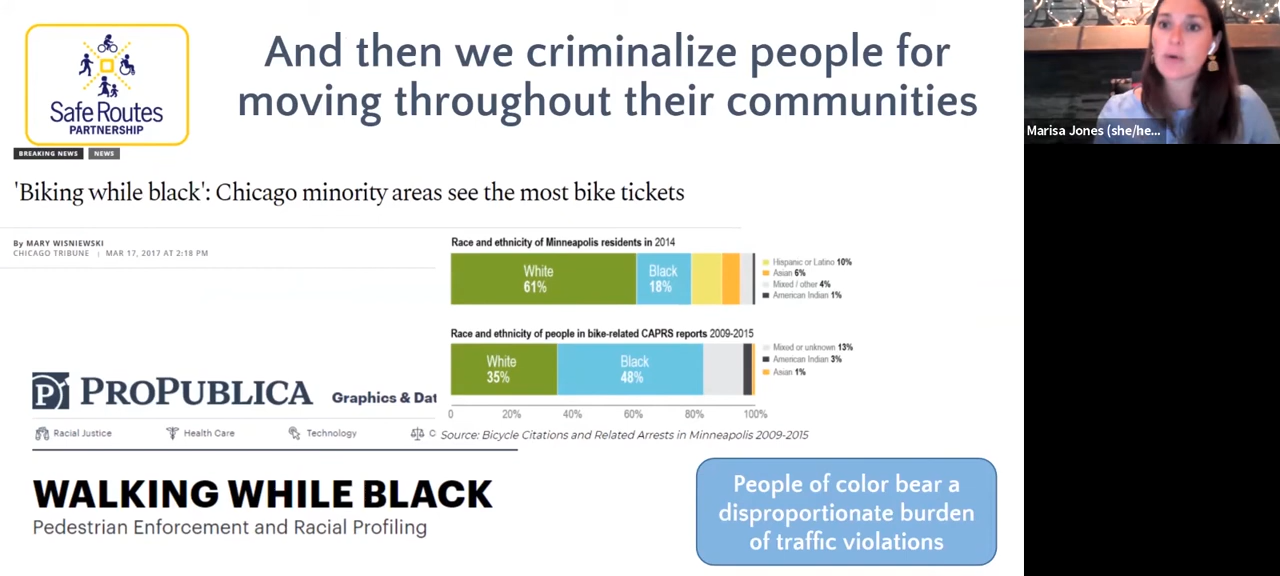 Safe Routes
PARTNERSHIP
And then we criminalize people for
moving throughout their communities
BREAKING NEWS NEWS
'Biking while black': Chicago minority areas see the most bike tickets
By MARY WISNIEWSKI
CHICAGO TRIBUNE | MAR 17, 2017 AT 2:18 PM
Race and ethnicity of Minneapolis residents in 2014
White
61%
Black
18%
Hispanic or Latino 10%
Asian 6%
Mixed / other 4%
American Indian 1%
Race and ethnicity of people in bike-related CAPRS reports 2009-2015
White
35%
Black
48%
Mixed or unknown 13%
American Indian 3%
Asian 1%
0 20% 40% 60% 80% 100%
Source: Bicycle Citations and Related Arrests in Minneapolis 2009-2015
PROPUBLICA Graphics & Dat
Racial Justice Health Care Technology C
WALKING WHILE BLACK
Pedestrian Enforcement and Racial Profiling
People of color bear a
disproportionate burden
of traffic violations
Marisa Jones (she/he...